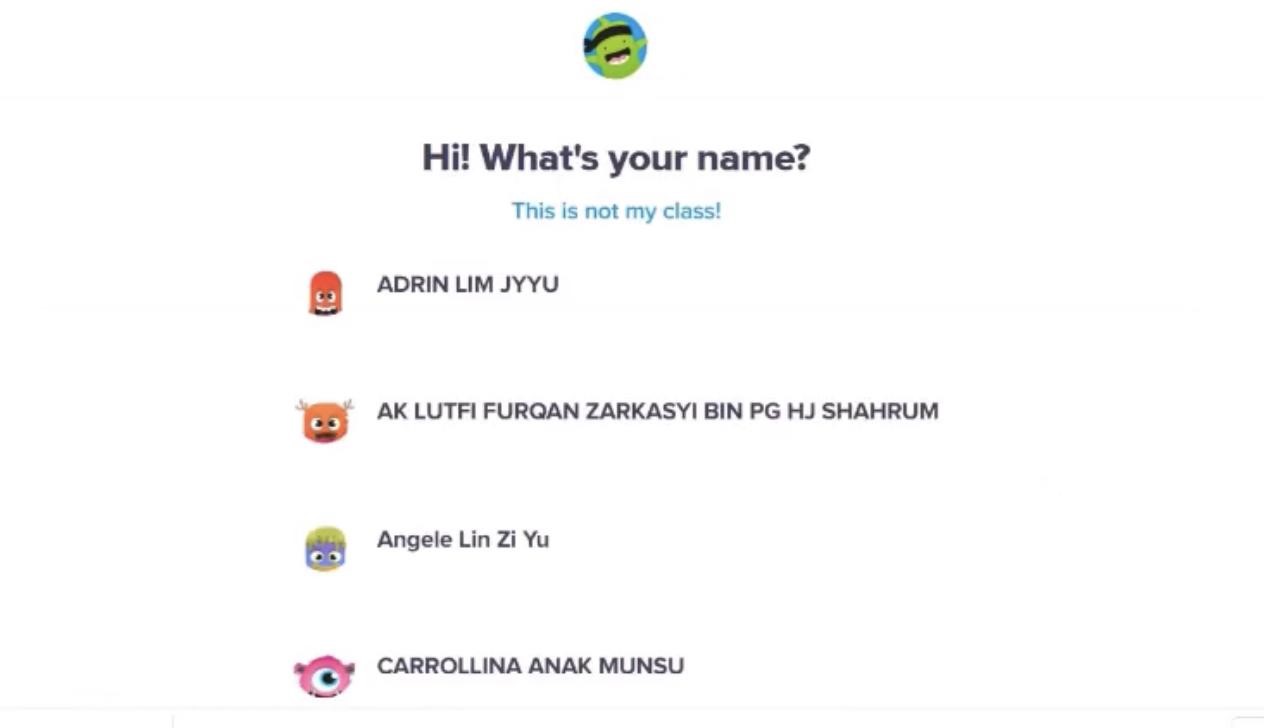 Hi! What's your name?
This is not my class!
ADRIN LIM JYYU
AK LUTFI FURQAN ZARKASYI BIN PG HJ SHAHRUM
Angele Lin Zi Yu
CARROLLINA ANAK MUNSU